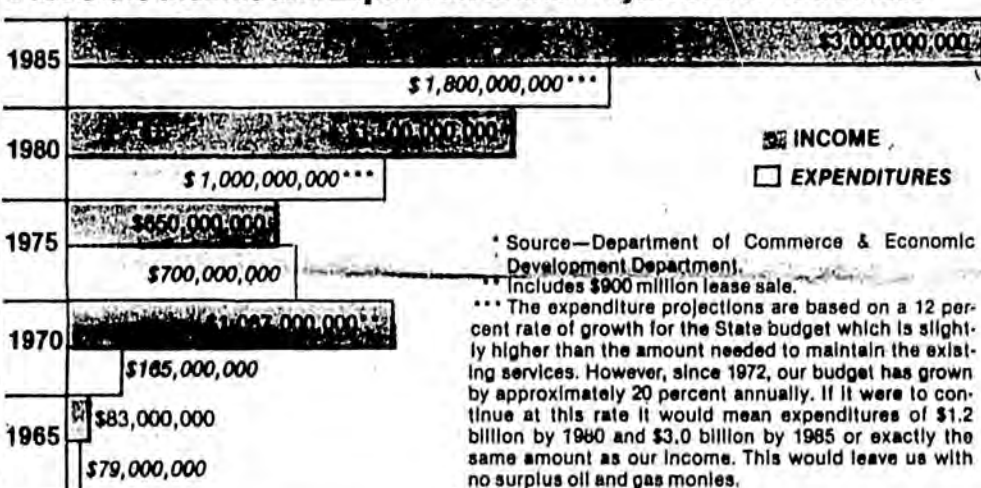 1985
$3,000,000,000*
$1,800,000,000***
1980
00,000,000*
$1,000,000,000***
INCOME
EXPENDITURES
1975
$650,000,000*
$700,000,000
1970
$1,067,000,000**
$165,000,000
1965
$83,000,000
$79,000,000
* Source—Department of Commerce & Economic
Development Department.
** Includes $900 million lease sale.
*** The expenditure projections are based on a 12 per-
cent rate of growth for the State budget which is slight-
ly higher than the amount needed to maintain the exist-
ing services. However, since 1972, our budget has grown
by approximately 20 percent annually. If it were to con-
tinue at this rate it would mean expenditures of $1.2
billion by 1980 and $3.0 billion by 1985 or exactly the
same amount as our income. This would leave us with
no surplus oil and gas monies.